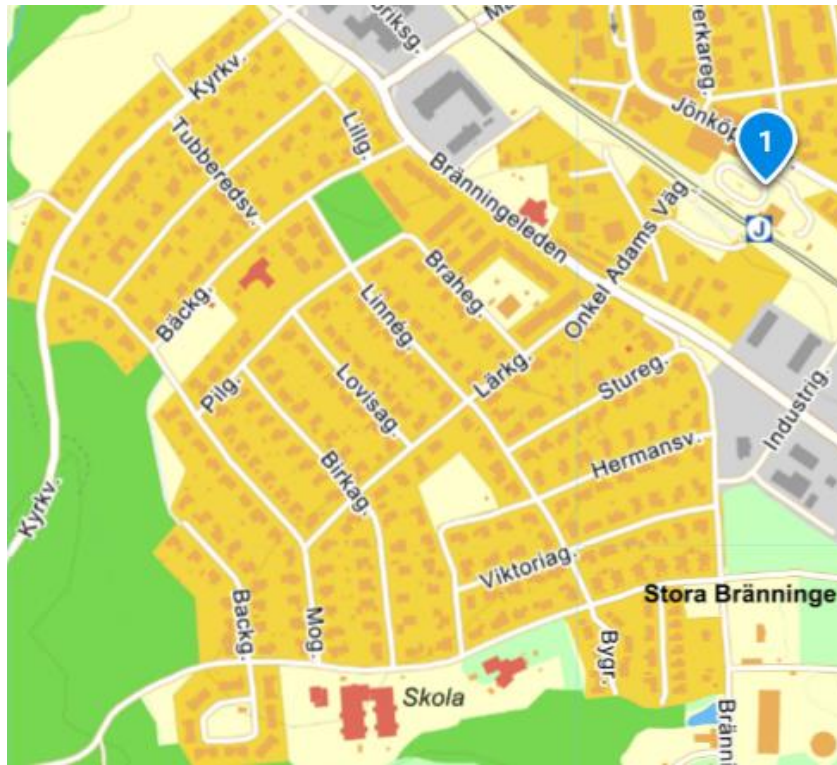 Kyrkv.
Tubberedsv.
Lillg.
Bränningeleden
Jönköp
1
J
Onkel Adams Väg
Bäckg.
Linnég.
Braheg.
Lärkg.
Stureg.
Industrig.
Pilg.
Lovisag.
Birkag.
Hermansv.
Kyrkv.
Viktoriag.
Stora Bränninge
Backg.
Mog.
Bygr.
Skola
Bränni